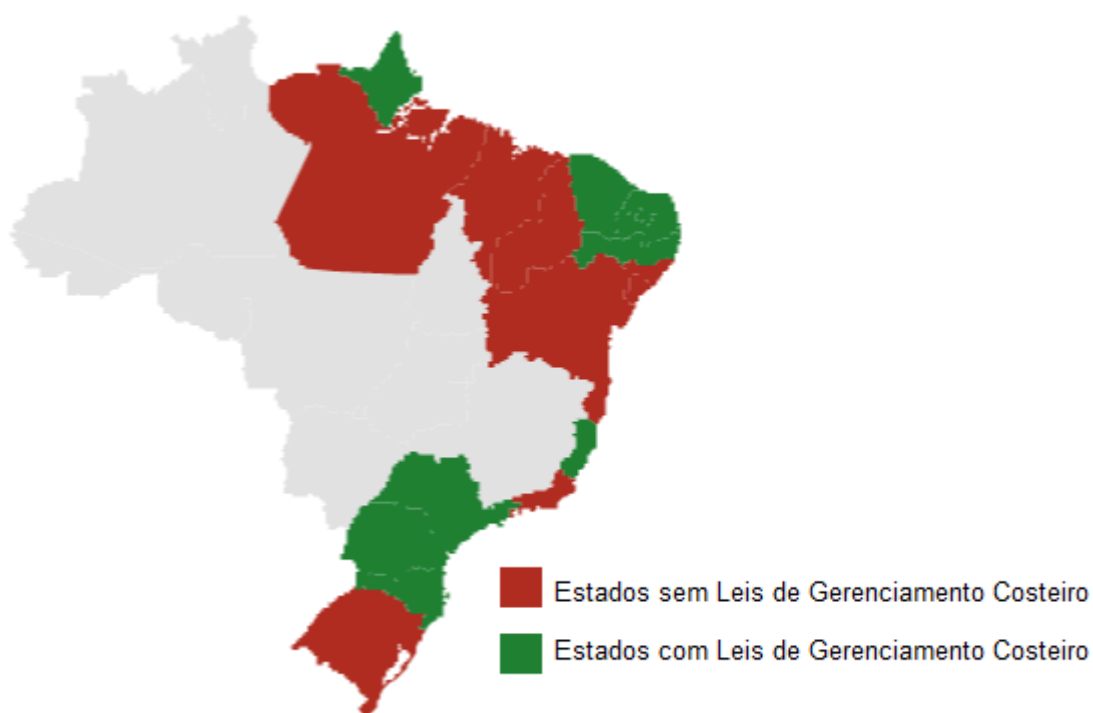 Estados sem Leis de Gerenciamento Costeiro
Estados com Leis de Gerenciamento Costeiro